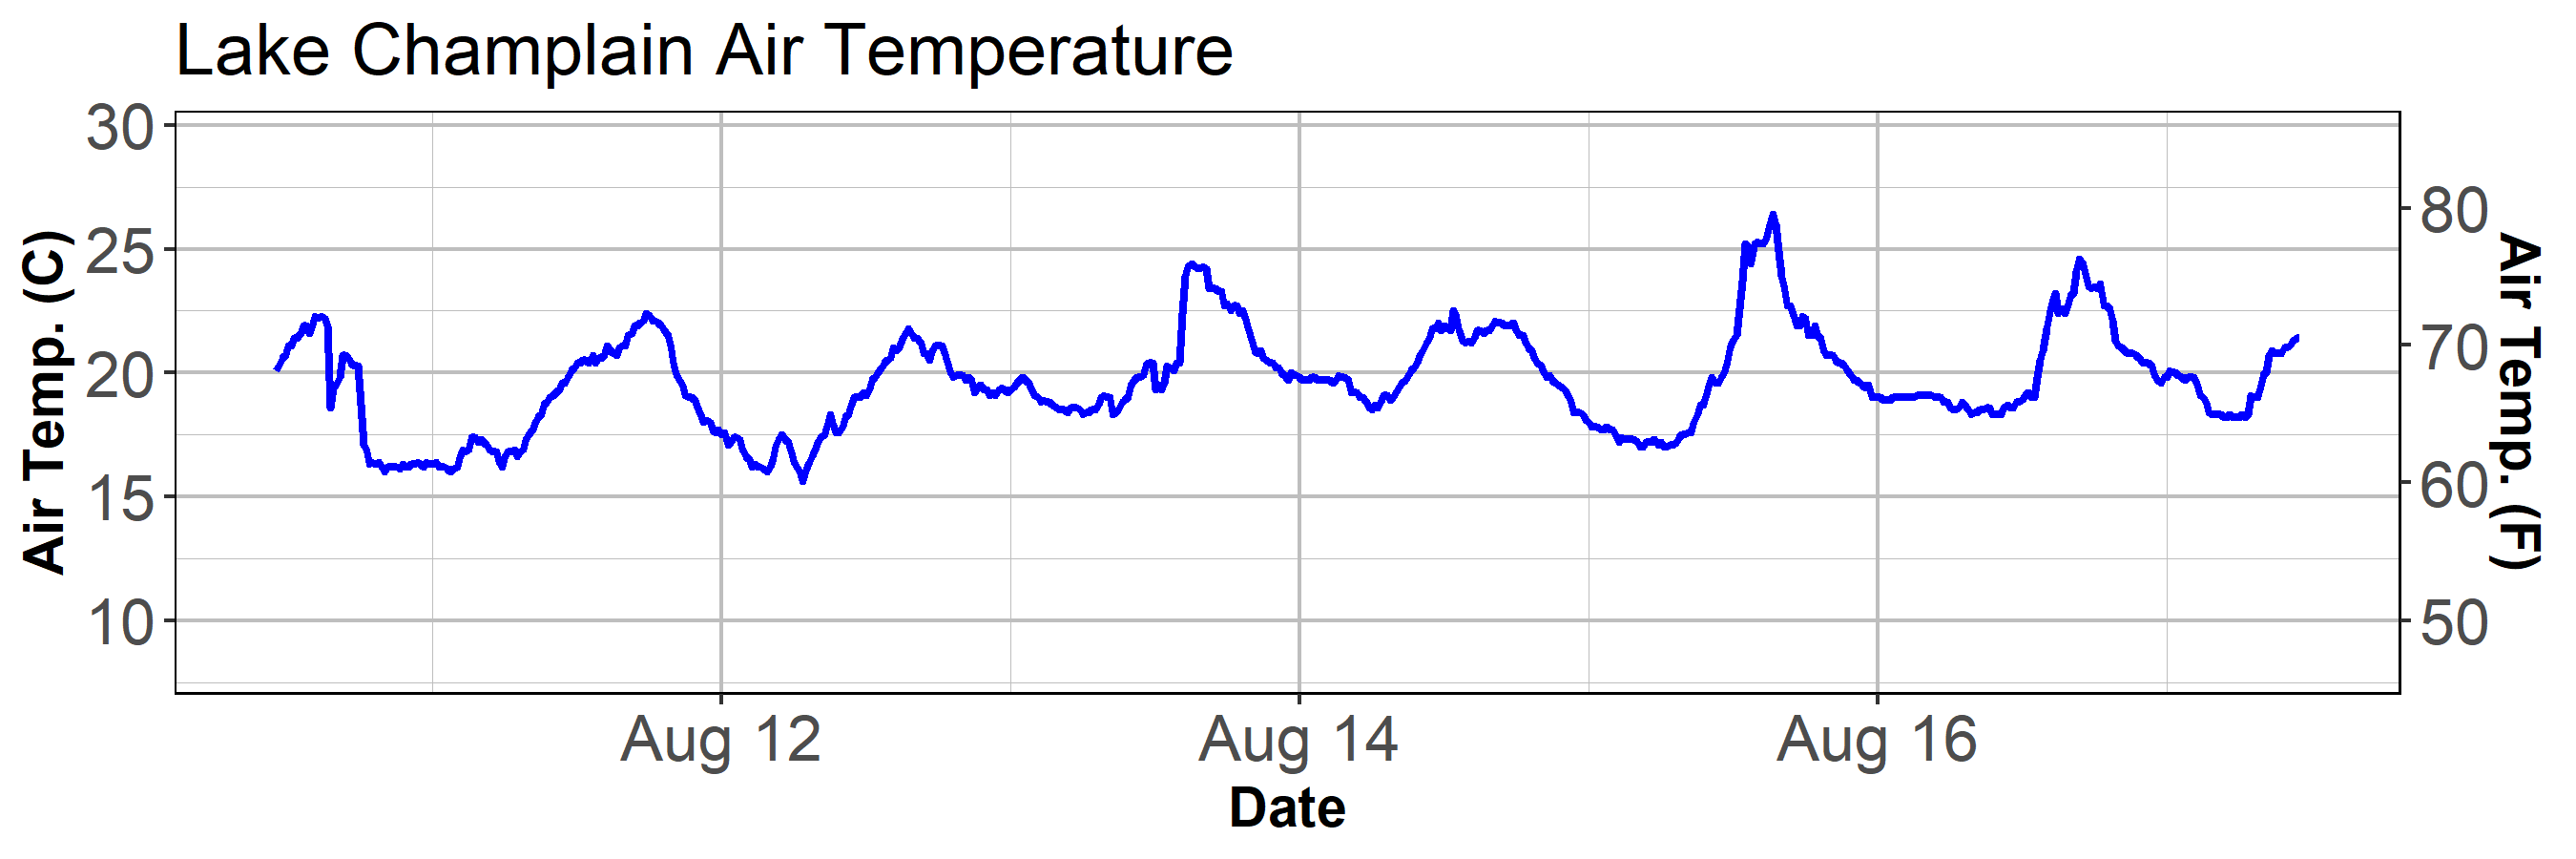 Lake Champlain Air Temperature
30
25
20
15
10
Air Temp. (C)
80
70
60
50
Air Temp. (F)
Aug 12
Aug 14
Aug 16
Date